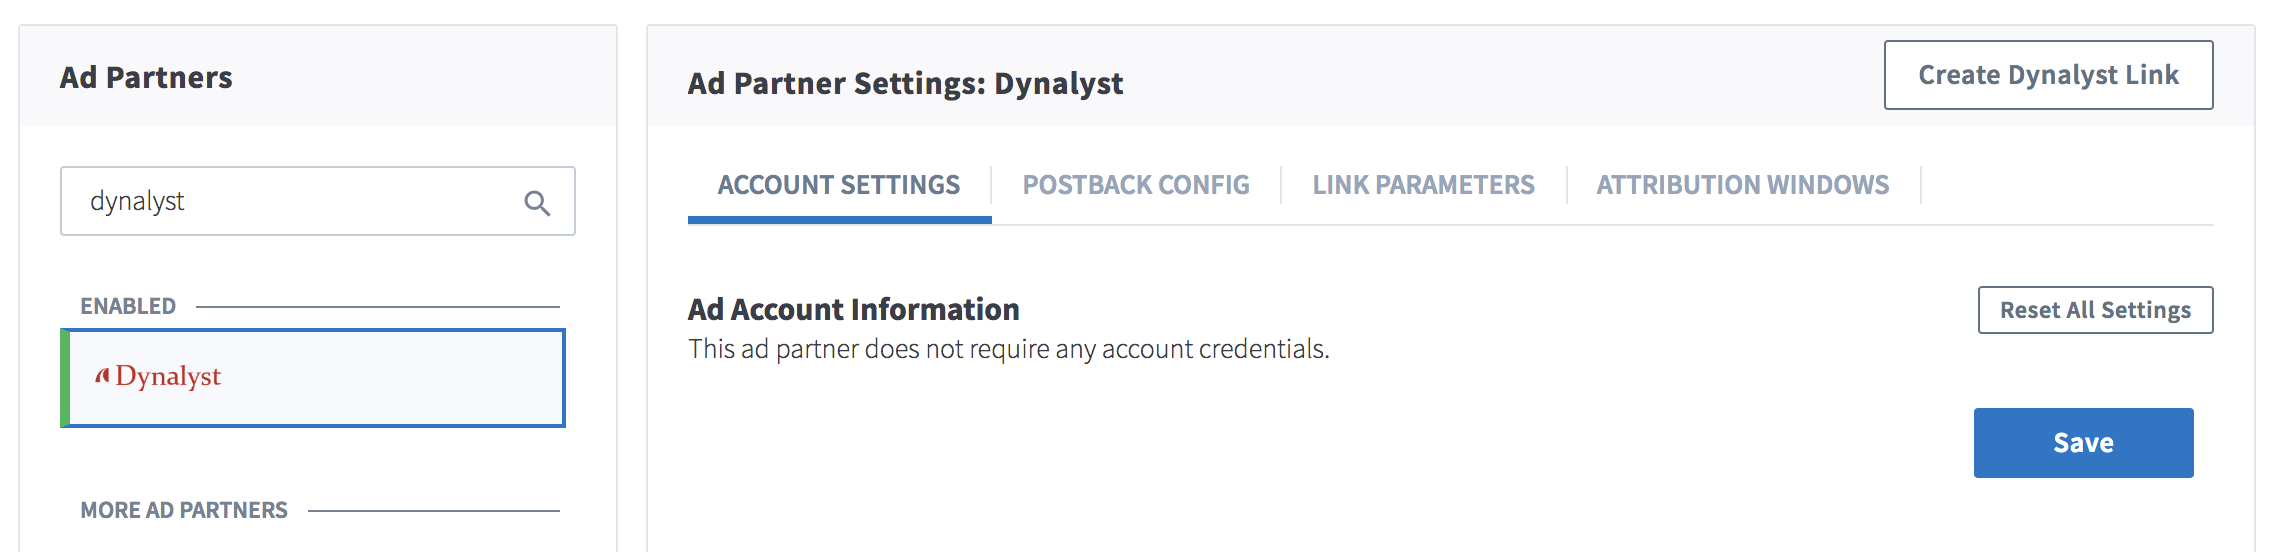 Ad Partners
dynalyst
ENABLED
Dynalyst
MORE AD PARTNERS
Ad Partner Settings: Dynalyst
Create Dynalyst Link
ACCOUNT SETTINGS
POSTBACK CONFIG
LINK PARAMETERS
ATTRIBUTION WINDOWS
Ad Account Information
This ad partner does not require any account credentials.
Reset All Settings
Save